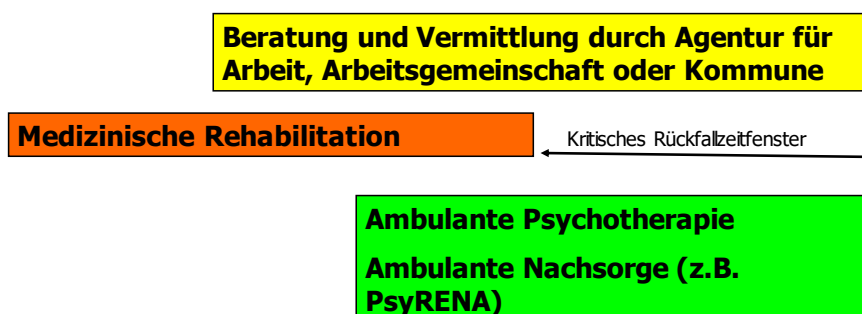 Beratung und Vermittlung durch Agentur für
Arbeit, Arbeitsgemeinschaft oder Kommune
Medizinische Rehabilitation
Kritisches Rückfallzeitfenster
Ambulante Psychotherapie
Ambulante Nachsorge (z.B.
PsyRENA)